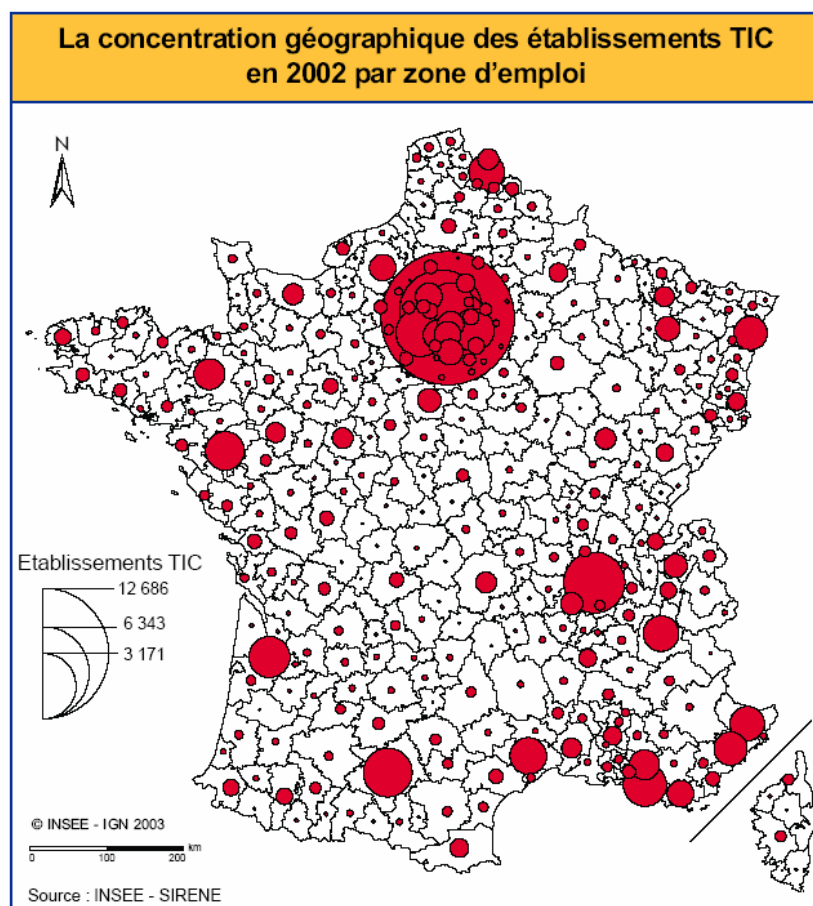 La concentration géographique des établissements TIC
en 2002 par zone d'emploi
N
Etablissements TIC
12 686
6 343
3 171
© INSEE - IGN 2003
km
0 100 200
Source : INSEE - SIRENE